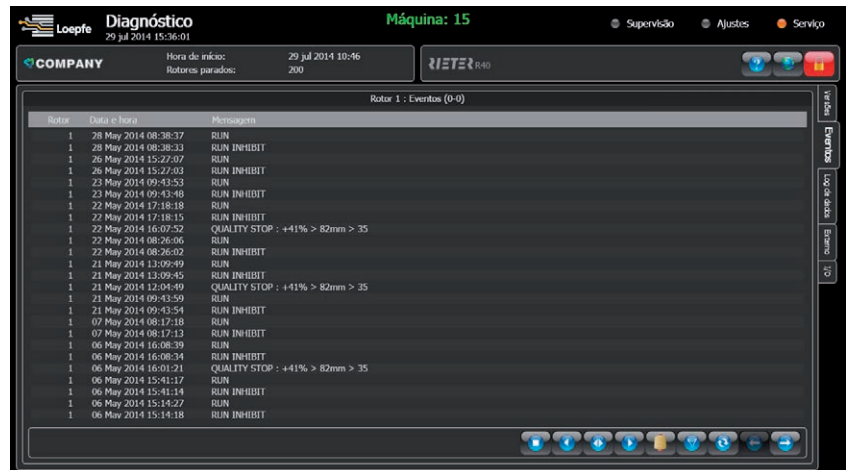 Loepfe
Diagnóstico
29 jul 2014 15:36:01
Máquina: 15
Supervisão
Ajustes
Serviço
COMPANY
Hora de início: 29 jul 2014 10:46
Rotores parados: 200
RIETER R40
Rotor 1 : Eventos (0-0)
Rotor Data e hora Mensagem
1 28 May 2014 08:38:37 RUN
1 28 May 2014 08:38:33 RUN INHIBIT
1 26 May 2014 15:27:07 RUN
1 26 May 2014 15:27:03 RUN INHIBIT
1 23 May 2014 09:43:53 RUN
1 23 May 2014 09:43:48 RUN INHIBIT
1 22 May 2014 17:18:18 RUN
1 22 May 2014 17:18:15 RUN INHIBIT
1 22 May 2014 16:07:52 QUALITY STOP : +41% > 82mm > 35
1 22 May 2014 08:26:06 RUN
1 22 May 2014 08:26:02 RUN INHIBIT
1 21 May 2014 13:09:49 RUN
1 21 May 2014 13:09:45 RUN INHIBIT
1 21 May 2014 12:04:49 QUALITY STOP : +41% > 82mm > 35
1 21 May 2014 09:43:59 RUN
1 21 May 2014 09:43:54 RUN INHIBIT
1 07 May 2014 08:17:18 RUN
1 07 May 2014 08:17:13 RUN INHIBIT
1 06 May 2014 16:08:39 RUN
1 06 May 2014 16:08:34 RUN INHIBIT
1 06 May 2014 16:01:21 QUALITY STOP : +41% > 82mm > 35
1 06 May 2014 15:41:17 RUN
1 06 May 2014 15:41:14 RUN INHIBIT
1 06 May 2014 15:14:27 RUN
1 06 May 2014 15:14:18 RUN INHIBIT
Versões
Eventos
Log de dados
Externo
I/O